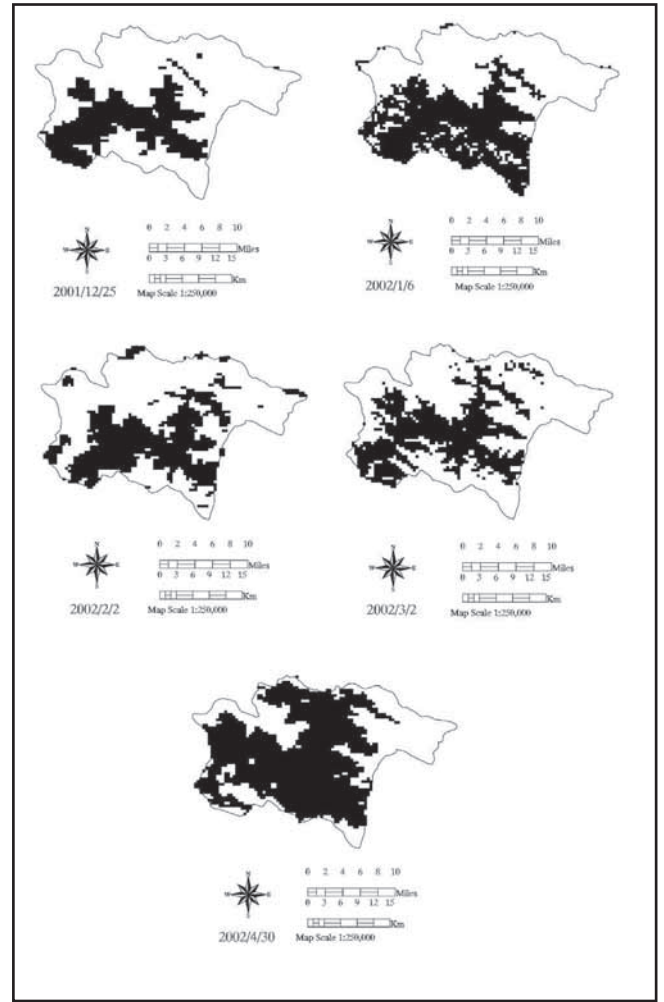 N
0 2 4 6 8 10
W E
Miles
0 3 6 9 12 15
S
Km
2001/12/25 Map Scale 1:250,000
N
0 2 4 6 8 10
W E
Miles
0 3 6 9 12 15
S
Km
2002/1/6 Map Scale 1:250,000
N
0 2 4 6 8 10
W E
Miles
0 3 6 9 12 15
S
Km
2002/2/2 Map Scale 1:250,000
N
0 2 4 6 8 10
W E
Miles
0 3 6 9 12 15
S
Km
2002/3/2 Map Scale 1:250,000
N
0 2 4 6 8 10
W E
Miles
0 3 6 9 12 15
S
Km
2002/4/30 Map Scale 1:250,000